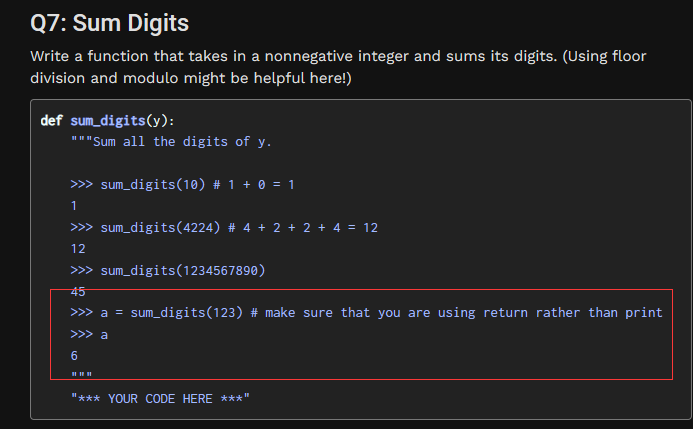 Q7: Sum Digits
Write a function that takes in a nonnegative integer and sums its digits. (Using floor
division and modulo might be helpful here!)
def sum_digits(y):
"""Sum all the digits of y.
>>> sum_digits(10) # 1 + 0 = 1
1
>>> sum_digits(4224) # 4 + 2 + 2 + 4 = 12
12
>>> sum_digits(1234567890)
45
>>> a = sum_digits(123) # make sure that you are using return rather than print
>>> a
6
"""
"*** YOUR CODE HERE ***"